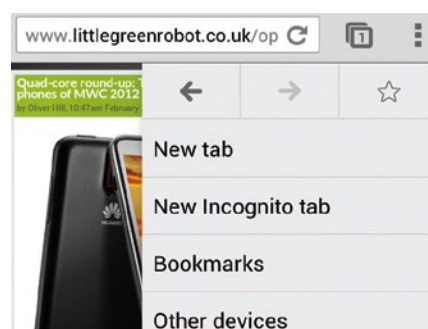 www.littlegreenrobot.co.uk/op
1
Quad-core round-up: T
phones of MWC 2012
by Oliver Hill, 10:47am February
New tab
New Incognito tab
Bookmarks
Other devices
HUAWEI